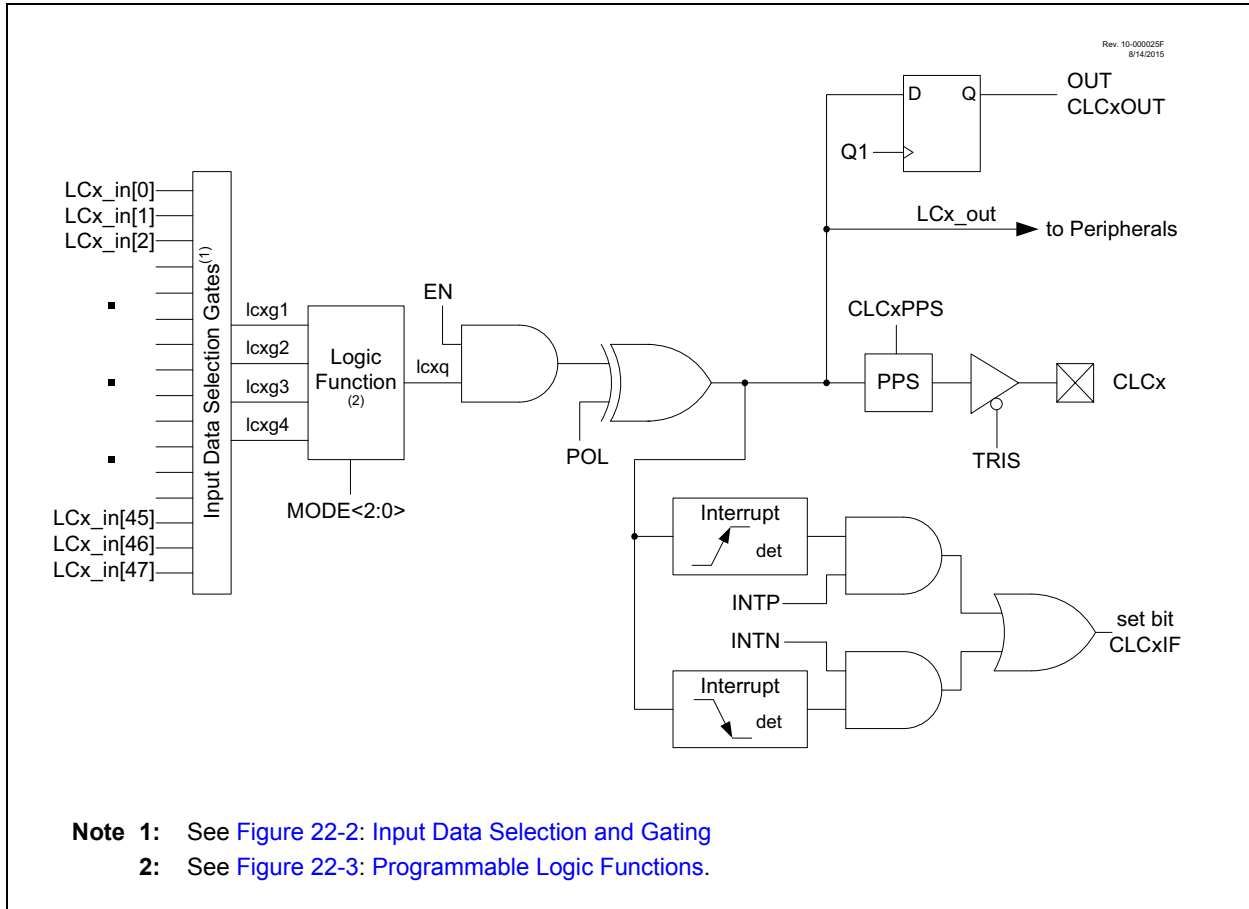 Rev. 10-000025F
8/14/2015
D Q
OUT
CLCxOUT
Q1
LCx_out
to Peripherals
LCx_in[0]
LCx_in[1]
LCx_in[2]
LCx_in[45]
LCx_in[46]
LCx_in[47]
Input Data Selection Gates(1)
lcxg1
lcxg2
lcxg3
lcxg4
Logic
Function
(2)
MODE<2:0>
lcxq
EN
POL
CLCxPPS
PPS
TRIS
CLCx
Interrupt
det
INTP
INTN
Interrupt
det
set bit
CLCxIF
Note 1: See Figure 22-2: Input Data Selection and Gating
2: See Figure 22-3: Programmable Logic Functions.